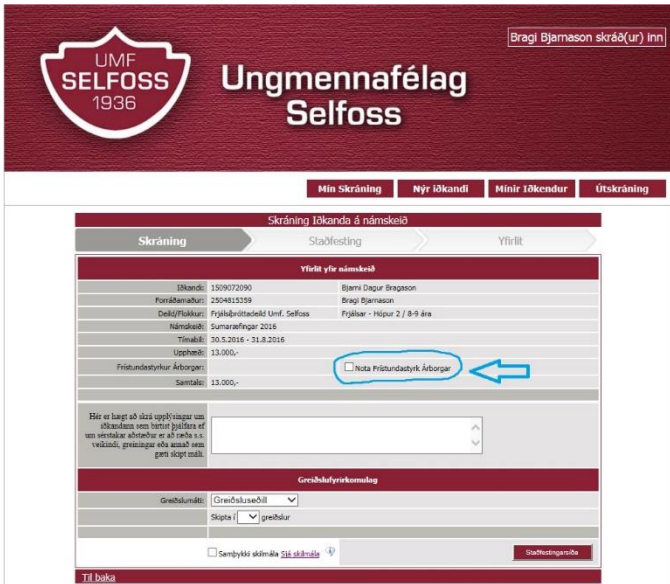 UMF
SELFOSS
1936
Ungmennafélag
Selfoss
Bragi Bjarnason skráð(ur) inn
Mín Skráning Nýr iðkandi Mínir Iðkendur Útskráning
Skráning Iðkanda á námskeið
Skráning Staðfesting Yfirlit
Yfirlit yfir námskeið
Iðkandi: 1509072090 Bjarni Dagur Bragason
Forráðamaður: 2504815359 Bragi Bjarnason
Deild/Flokkur: Frjálsíþróttadeild Umf. Selfoss Frjálsar - Hópur 2 / 8-9 ára
Námskeið: Sumaræfingar 2016
Tímabil: 30.5.2016 - 31.8.2016
Upphæð: 13.000,-
Frístundastyrkur Árborgar: Nota Frístundastyrk Árborgar
Samtals: 13.000,-
Hér er hægt að skrá upplýsingar um
iðkandann sem birtist þjálfara ef
um sérstakar aðstæður er að ræða s.s.
veikindi, greiningar eða annað sem
gæti skipt máli.
Greiðslufyrirkomulag
Greiðslumáti: Greiðsluseðill
Skipta í greiðslur
Samþykki skilmála Sjá skilmála
Staðfestingarsíða
Til baka